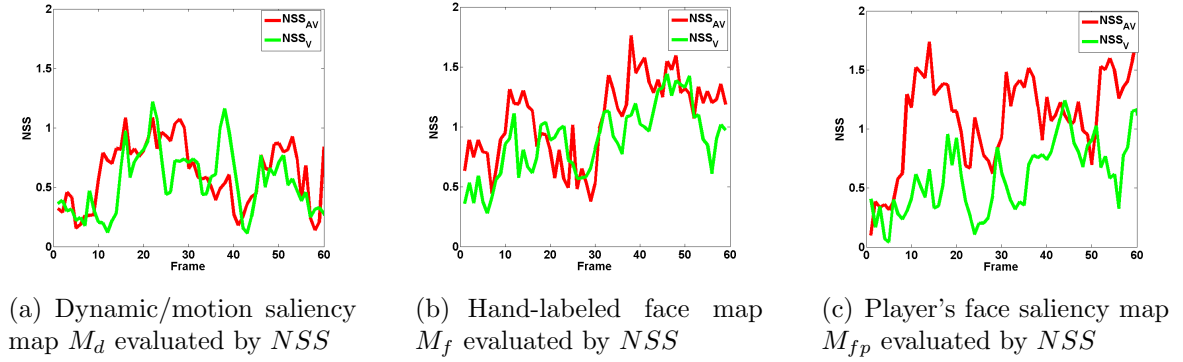 2
1.5
1
0.5
0
0 10 20 30 40 50 60
NSS
Frame
NSS_AV
NSS_V
2
1.5
1
0.5
0
0 10 20 30 40 50 60
NSS
Frame
NSS_AV
NSS_V
2
1.5
1
0.5
0
0 10 20 30 40 50 60
NSS
Frame
NSS_AV
NSS_V
(a) Dynamic/motion saliency
map M_d evaluated by NSS
(b) Hand-labeled face map
M_f evaluated by NSS
(c) Player's face saliency map
M_fp evaluated by NSS